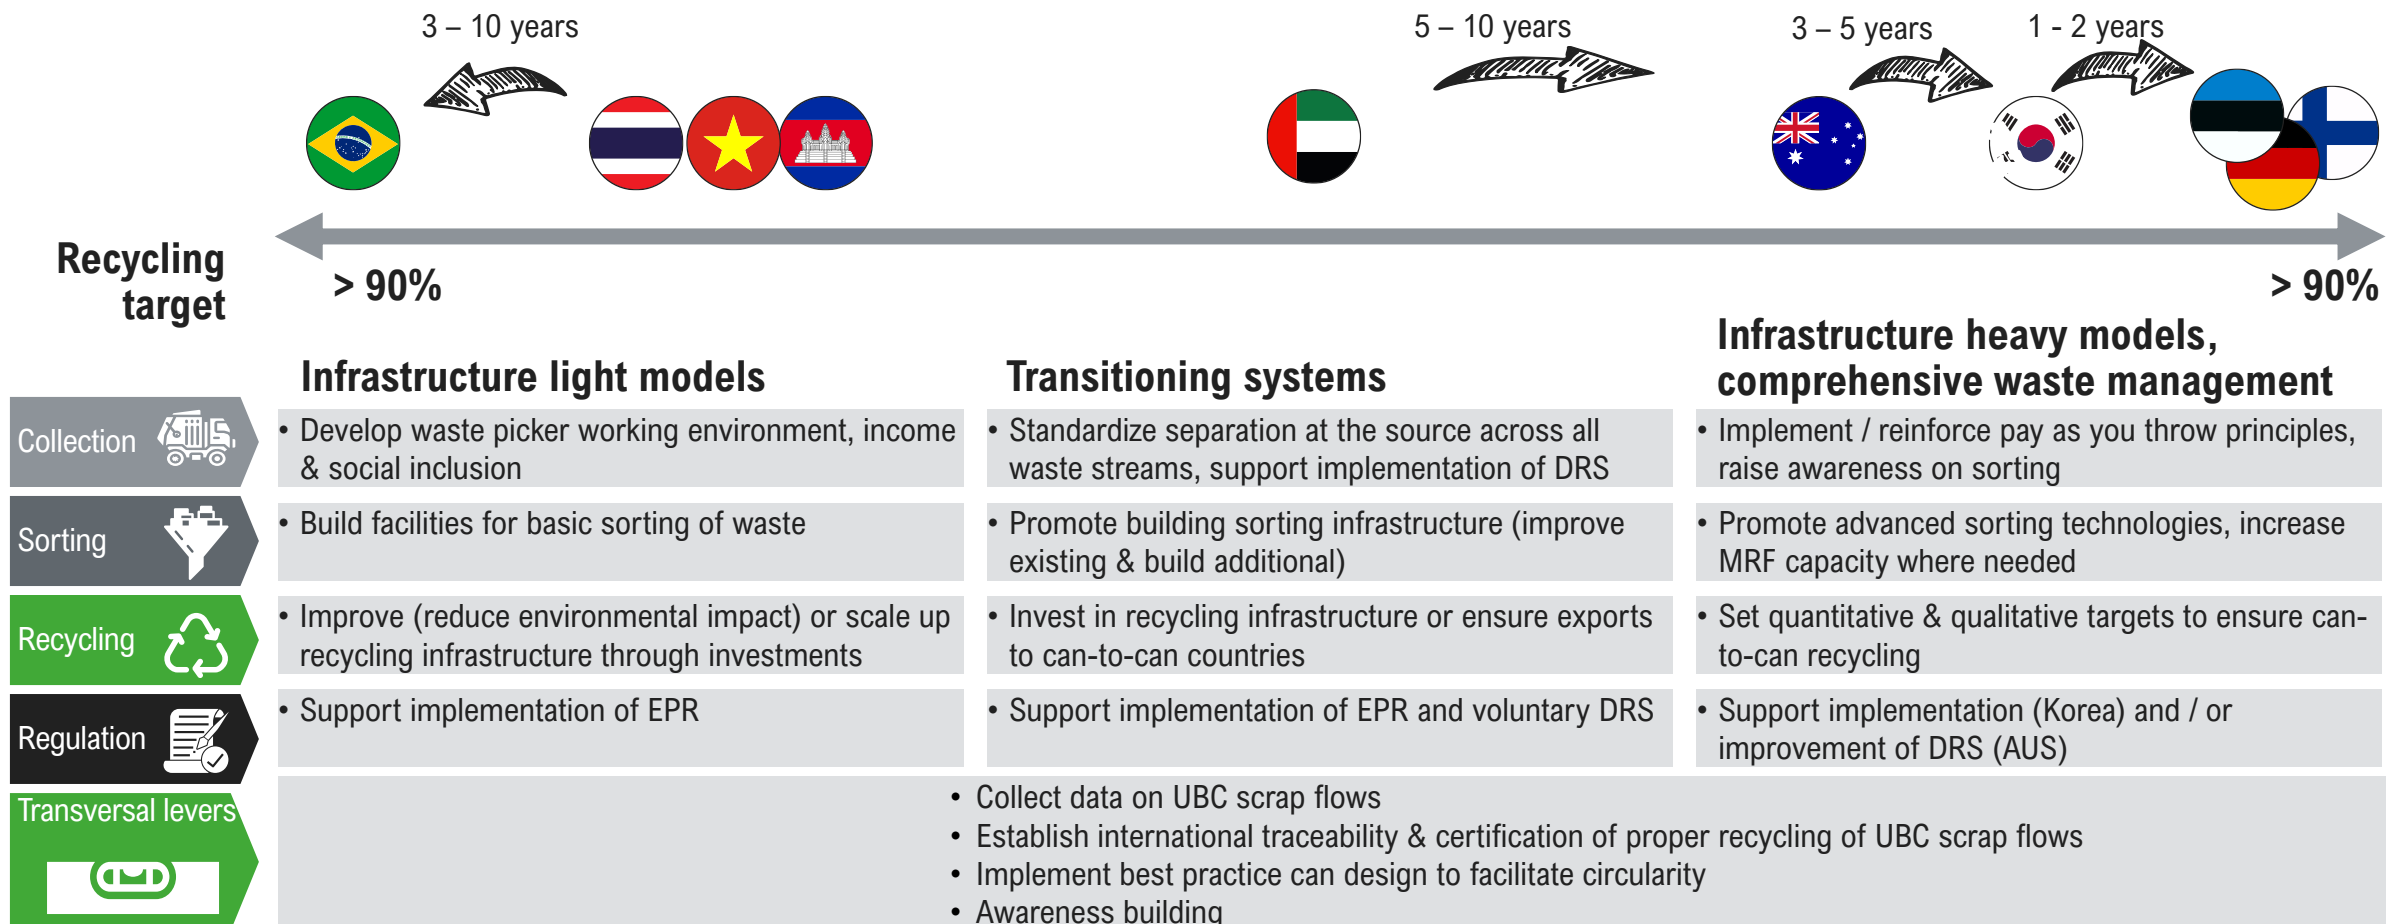 3 – 10 years
5 – 10 years
3 – 5 years
1 - 2 years
Recycling
target
> 90%
> 90%
Infrastructure light models
Transitioning systems
Infrastructure heavy models,
comprehensive waste management
Collection
• Develop waste picker working environment, income
& social inclusion
• Standardize separation at the source across all
waste streams, support implementation of DRS
• Implement / reinforce pay as you throw principles,
raise awareness on sorting
Sorting
• Build facilities for basic sorting of waste
• Promote building sorting infrastructure (improve
existing & build additional)
• Promote advanced sorting technologies, increase
MRF capacity where needed
Recycling
• Improve (reduce environmental impact) or scale up
recycling infrastructure through investments
• Invest in recycling infrastructure or ensure exports
to can-to-can countries
• Set quantitative & qualitative targets to ensure can-
to-can recycling
Regulation
• Support implementation of EPR
• Support implementation of EPR and voluntary DRS
• Support implementation (Korea) and / or
improvement of DRS (AUS)
Transversal levers
• Collect data on UBC scrap flows
• Establish international traceability & certification of proper recycling of UBC scrap flows
• Implement best practice can design to facilitate circularity
• Awareness building